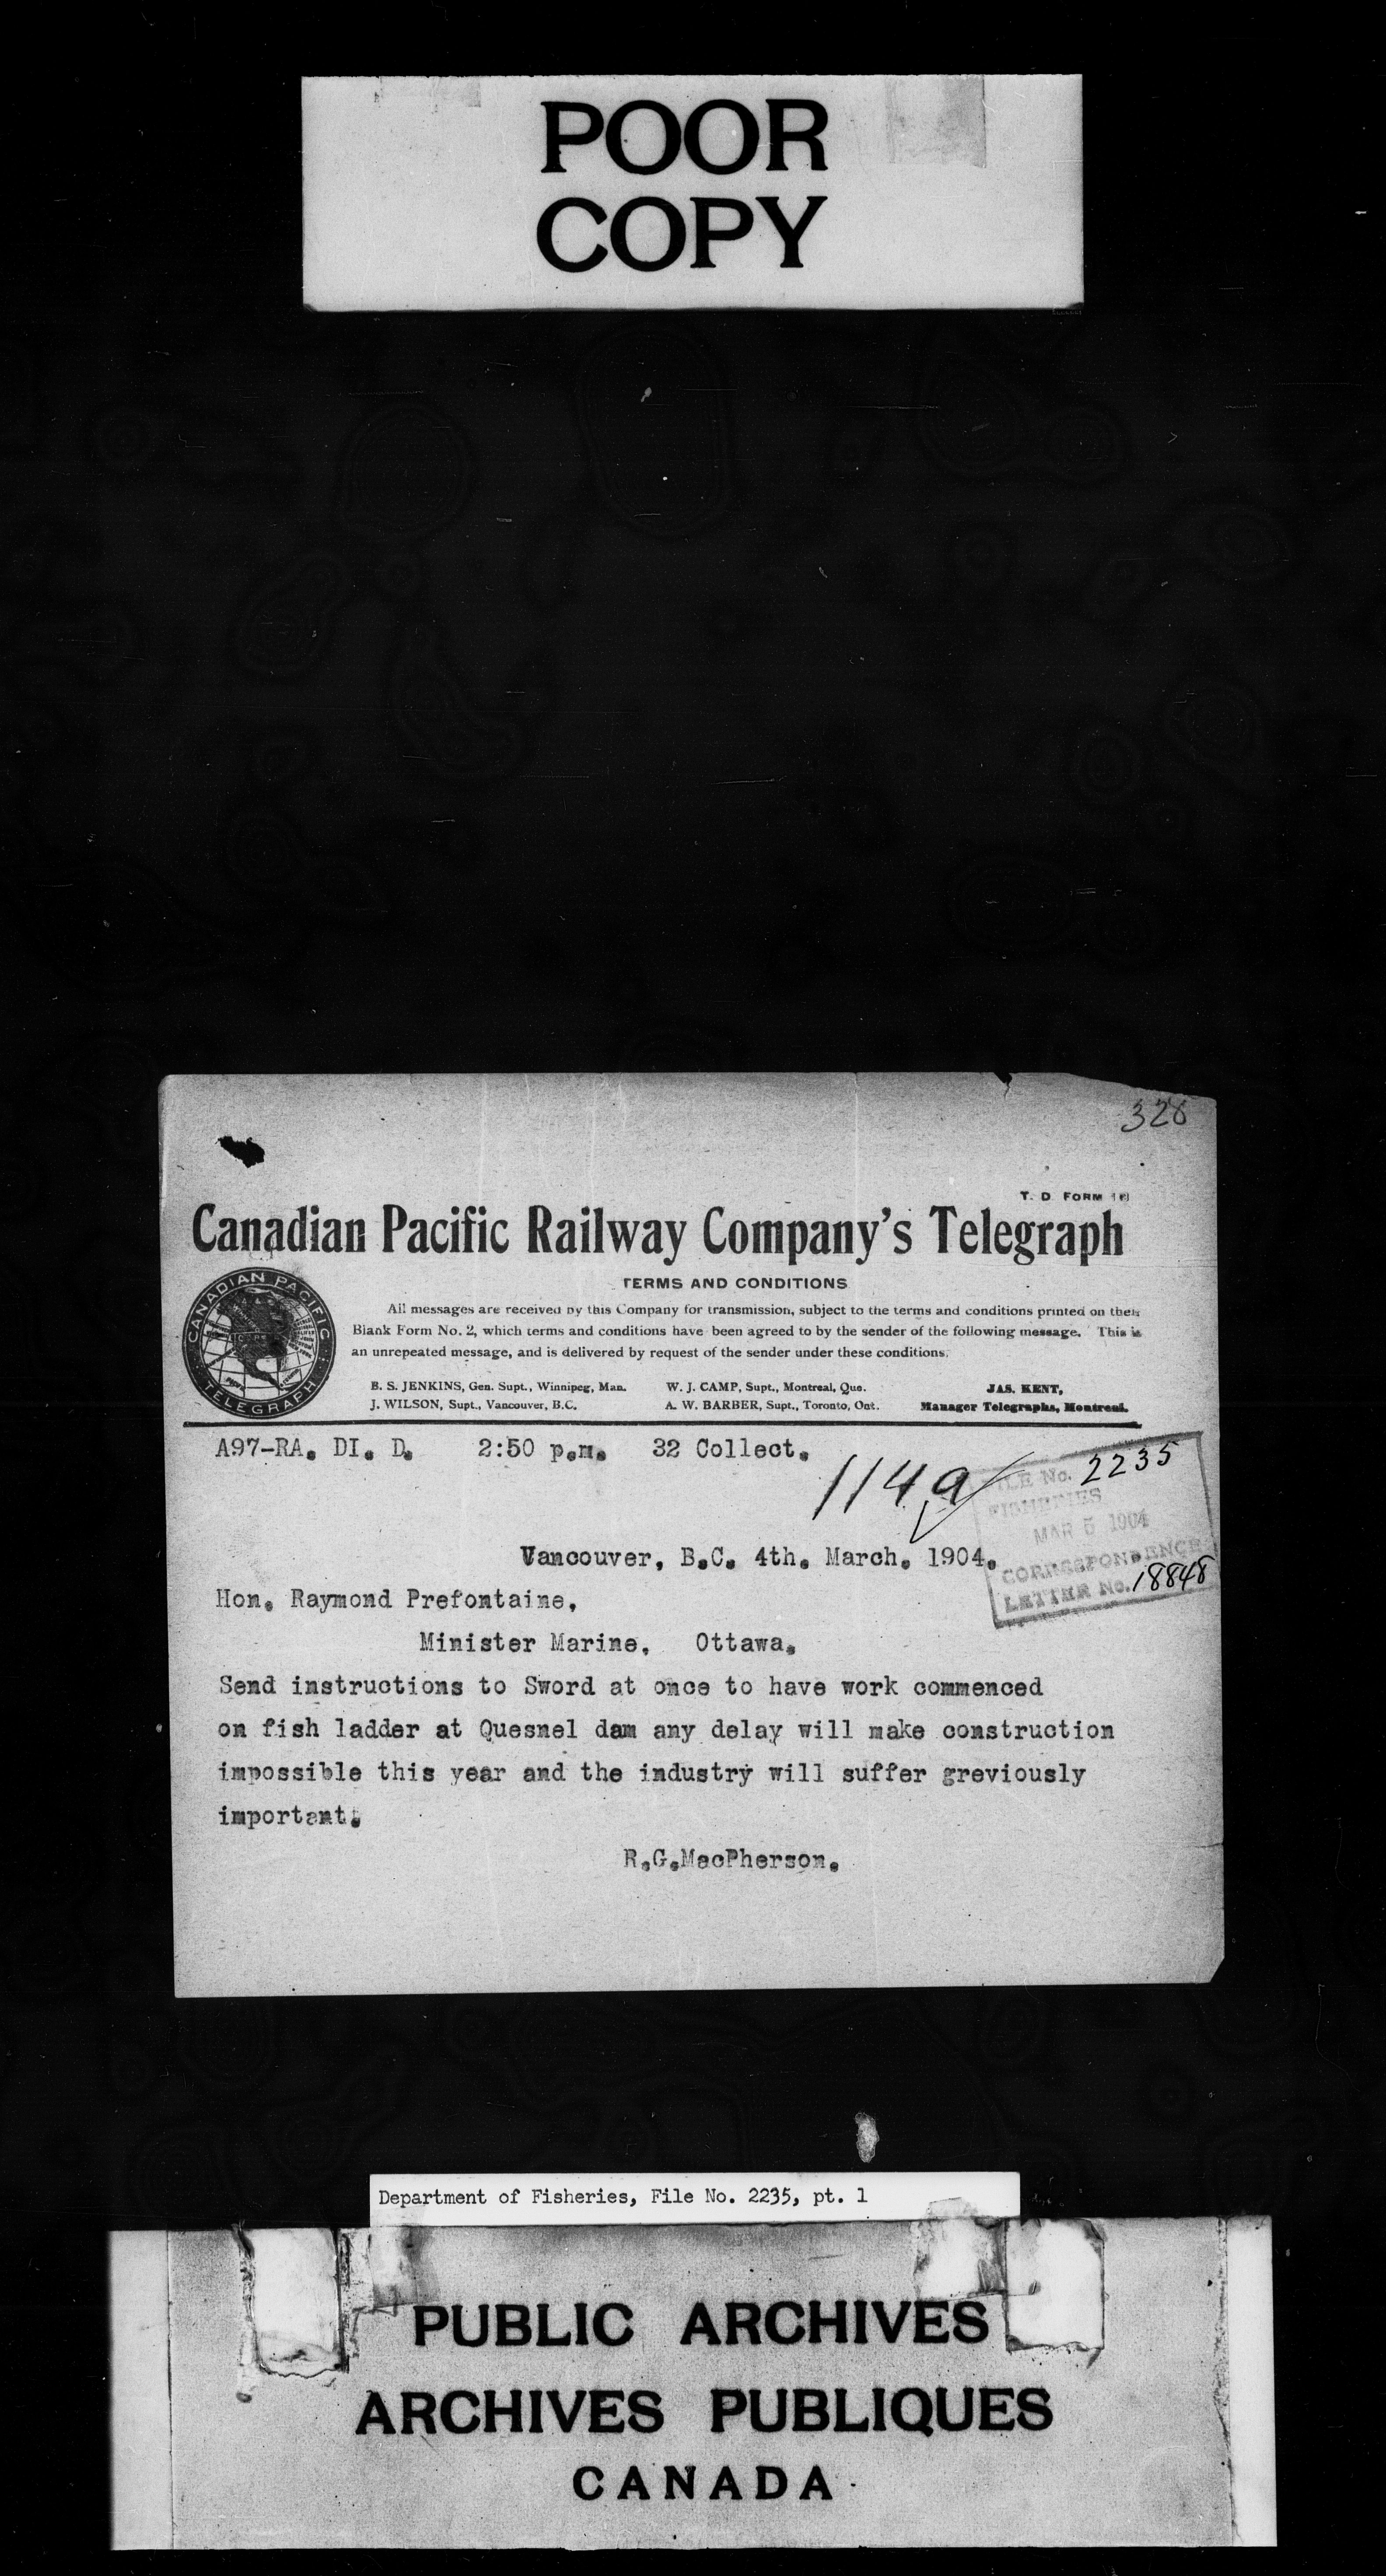 POOR
COPY
328
T. D. FORM
Canadian Pacific Railway Company's Telegraph
TERMS AND CONDITIONS
All messages are received by this Company for transmission, subject to the terms and conditions printed on their
Blank Form No. 2, which terms and conditions have been agreed to by the sender of the following message. This is
an unrepeated message, and is delivered by request of the sender under these conditions.
CANADIAN PACIFIC
TELEGRAPH
B. S. JENKINS, Gen. Supt., Winnipeg, Man. W. J. CAMP, Supt., Montreal, Que. JAS. KENT,
J. WILSON, Supt., Vancouver, B.C. A. W. BARBER, Supt., Toronto, Ont. Manager Telegraphs, Montreal.
A97-RA. DI. D. 2:50 p.m. 32 Collect.
114a
FILE No. 2235
FISHERIES
MAR 5 1904
CORRESPONDENCE
LETTER No. 18848
Vancouver, B.C. 4th. March. 1904.
Hon. Raymond Prefontaine,
Minister Marine, Ottawa.
Send instructions to Sword at once to have work commenced
on fish ladder at Quesnel dam any delay will make construction
impossible this year and the industry will suffer greviously
important.
R.G.MacPherson.
Department of Fisheries, File No. 2235, pt. 1
PUBLIC ARCHIVES
ARCHIVES PUBLIQUES
CANADA